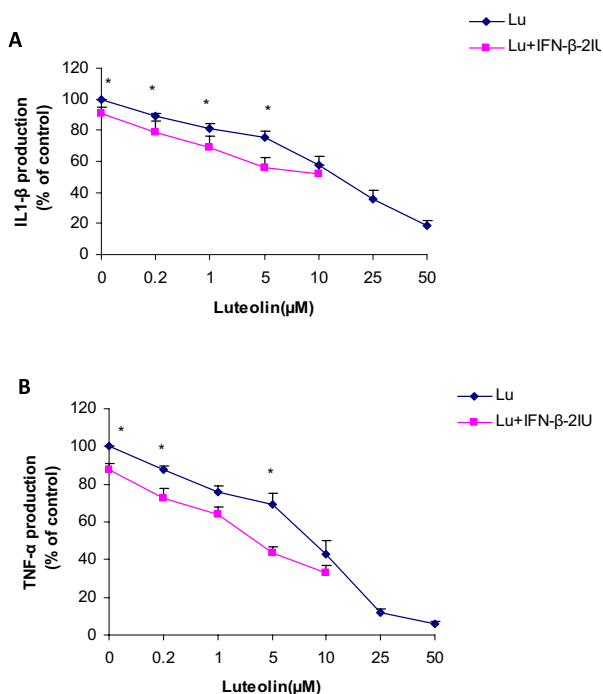 Lu
Lu+IFN-β-2IU
A
120
100
80
60
40
20
0
* * * *
IL1-β production
(% of control)
0 0.2 1 5 10 25 50
Luteolin(µM)
B
Lu
Lu+IFN-β-2IU
120
100
80
60
40
20
0
* * *
TNF-α production
(% of control)
0 0.2 1 5 10 25 50
Luteolin(µM)